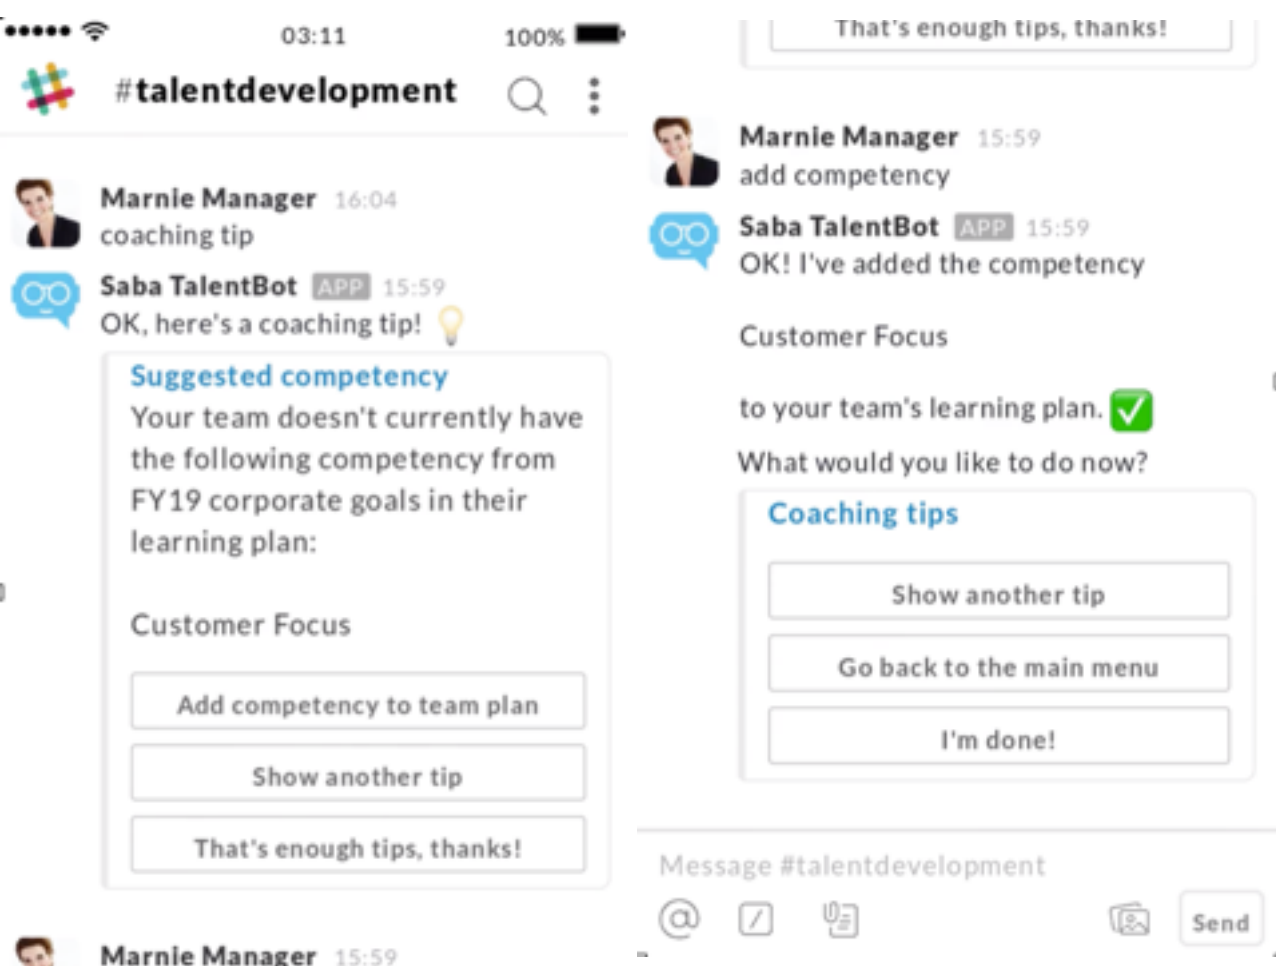 03:11
100%
#talentdevelopment
Marnie Manager 16:04
coaching tip
Saba TalentBot APP 15:59
OK, here's a coaching tip!
Suggested competency
Your team doesn't currently have
the following competency from
FY19 corporate goals in their
learning plan:
Customer Focus
Add competency to team plan
Show another tip
That's enough tips, thanks!
Marnie Manager 15:59
That's enough tips, thanks!
Marnie Manager 15:59
add competency
Saba TalentBot APP 15:59
OK! I've added the competency
Customer Focus
to your team's learning plan.
What would you like to do now?
Coaching tips
Show another tip
Go back to the main menu
I'm done!
Message #talentdevelopment
@
Send